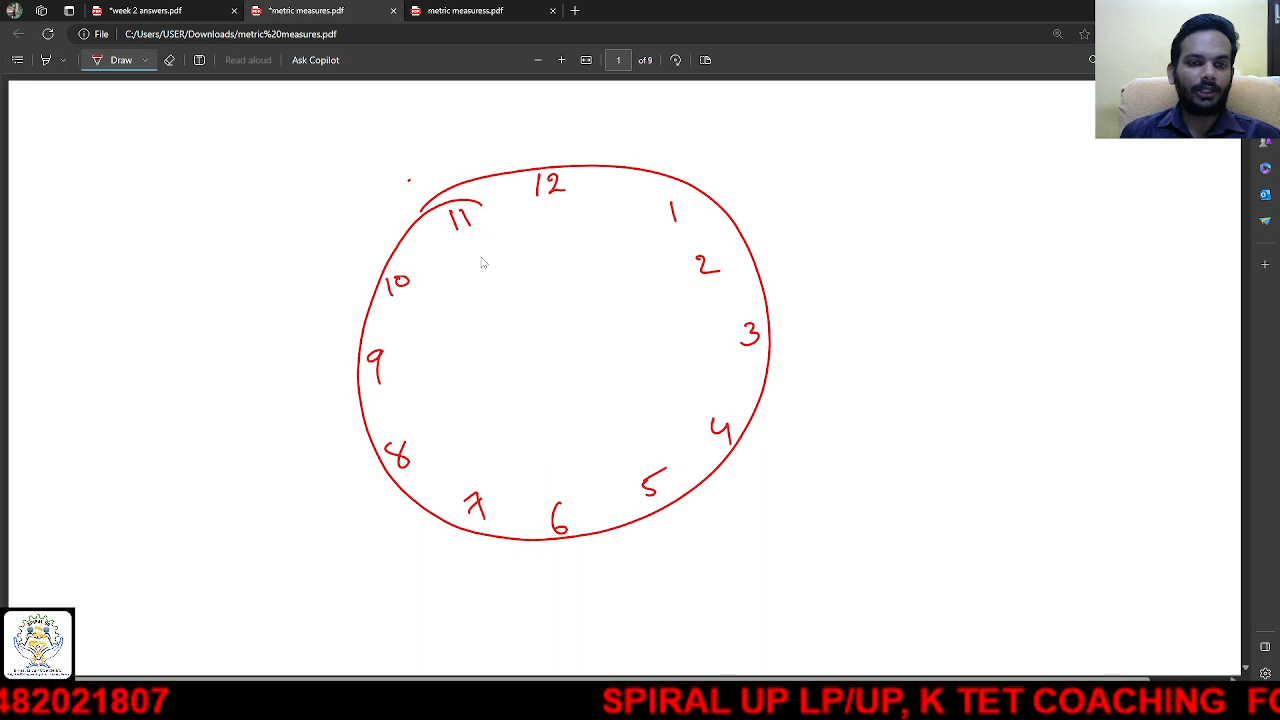 *week 2 answers.pdf
*metric measures.pdf
metric measuress.pdf
File
C:/Users/USER/Downloads/metric%20measures.pdf
Draw
Read aloud
Ask Copilot
1
of 9
12
11
1
10
2
9
3
8
4
7
6
5
482021807
SPIRAL UP LP/UP, K TET COACHING FO